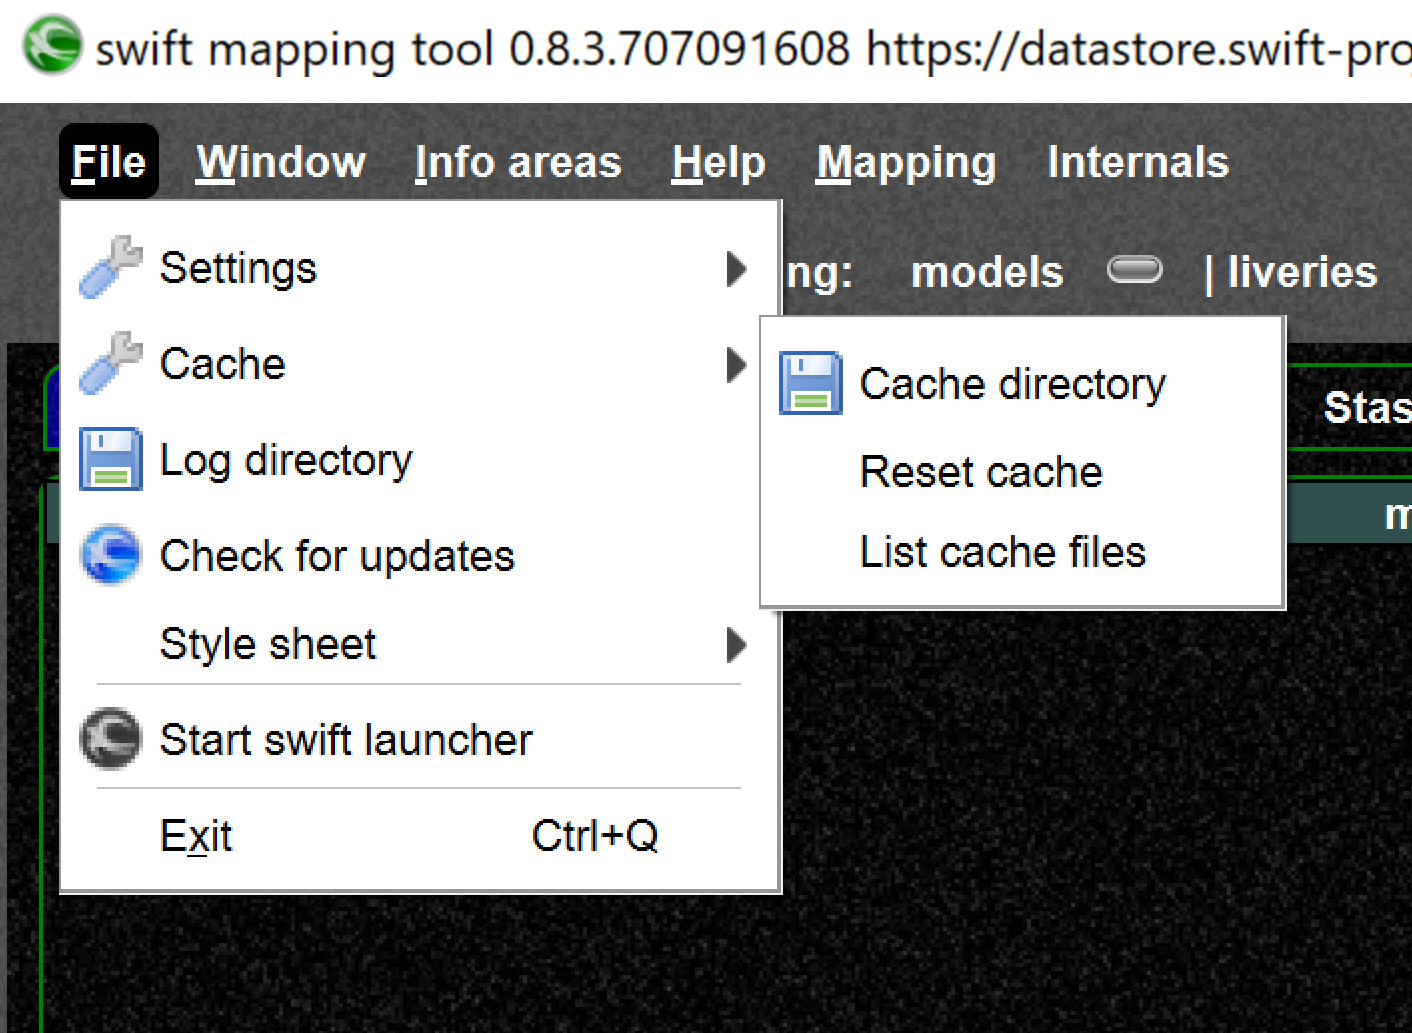 swift mapping tool 0.8.3.707091608 https://datastore.swift-pro
File Window Info areas Help Mapping Internals
ng: models | liveries
Settings
Cache
Log directory
Check for updates
Style sheet
Start swift launcher
Exit Ctrl+Q
Cache directory
Reset cache
List cache files
Stas
m